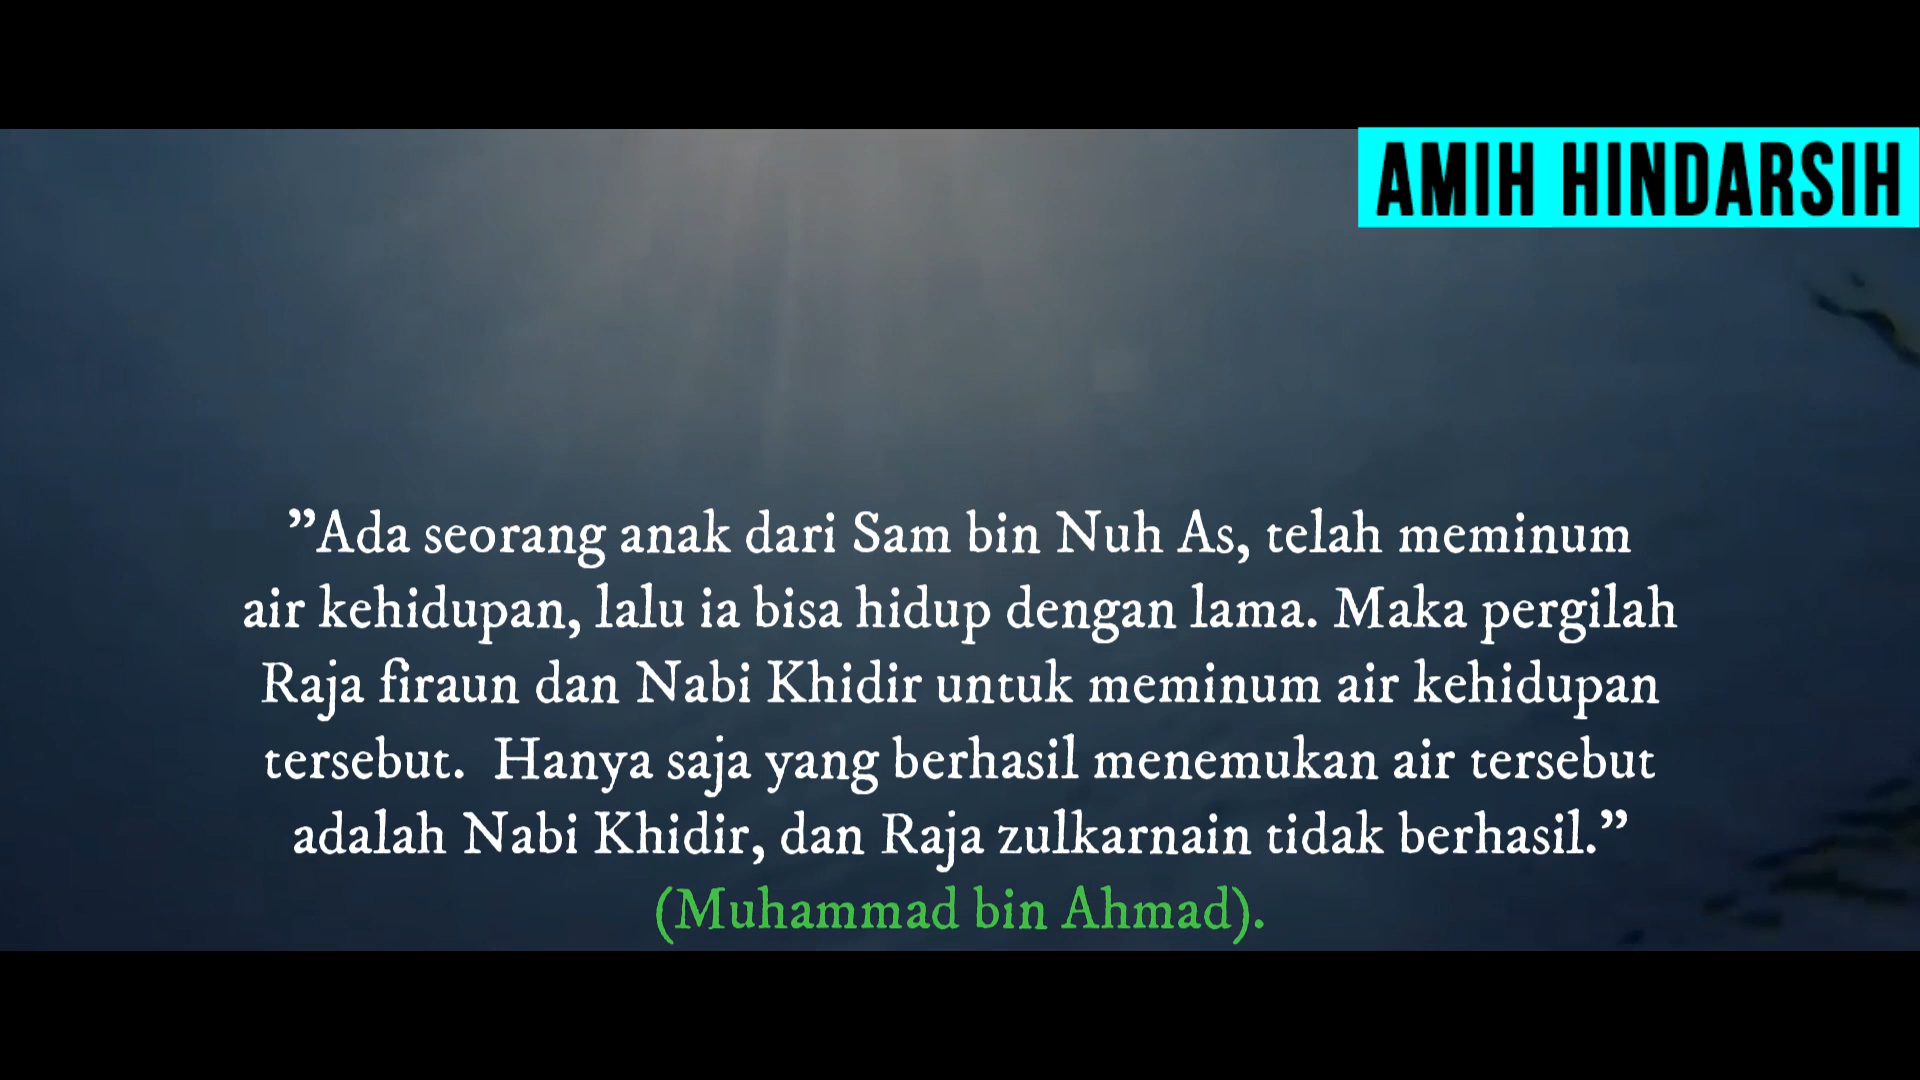 AMIH HINDARSIH
”Ada seorang anak dari Sam bin Nuh As, telah meminum
air kehidupan, lalu ia bisa hidup dengan lama. Maka pergilah
Raja firaun dan Nabi Khidir untuk meminum air kehidupan
tersebut.  Hanya saja yang berhasil menemukan air tersebut
adalah Nabi Khidir, dan Raja zulkarnain tidak berhasil.”
(Muhammad bin Ahmad).